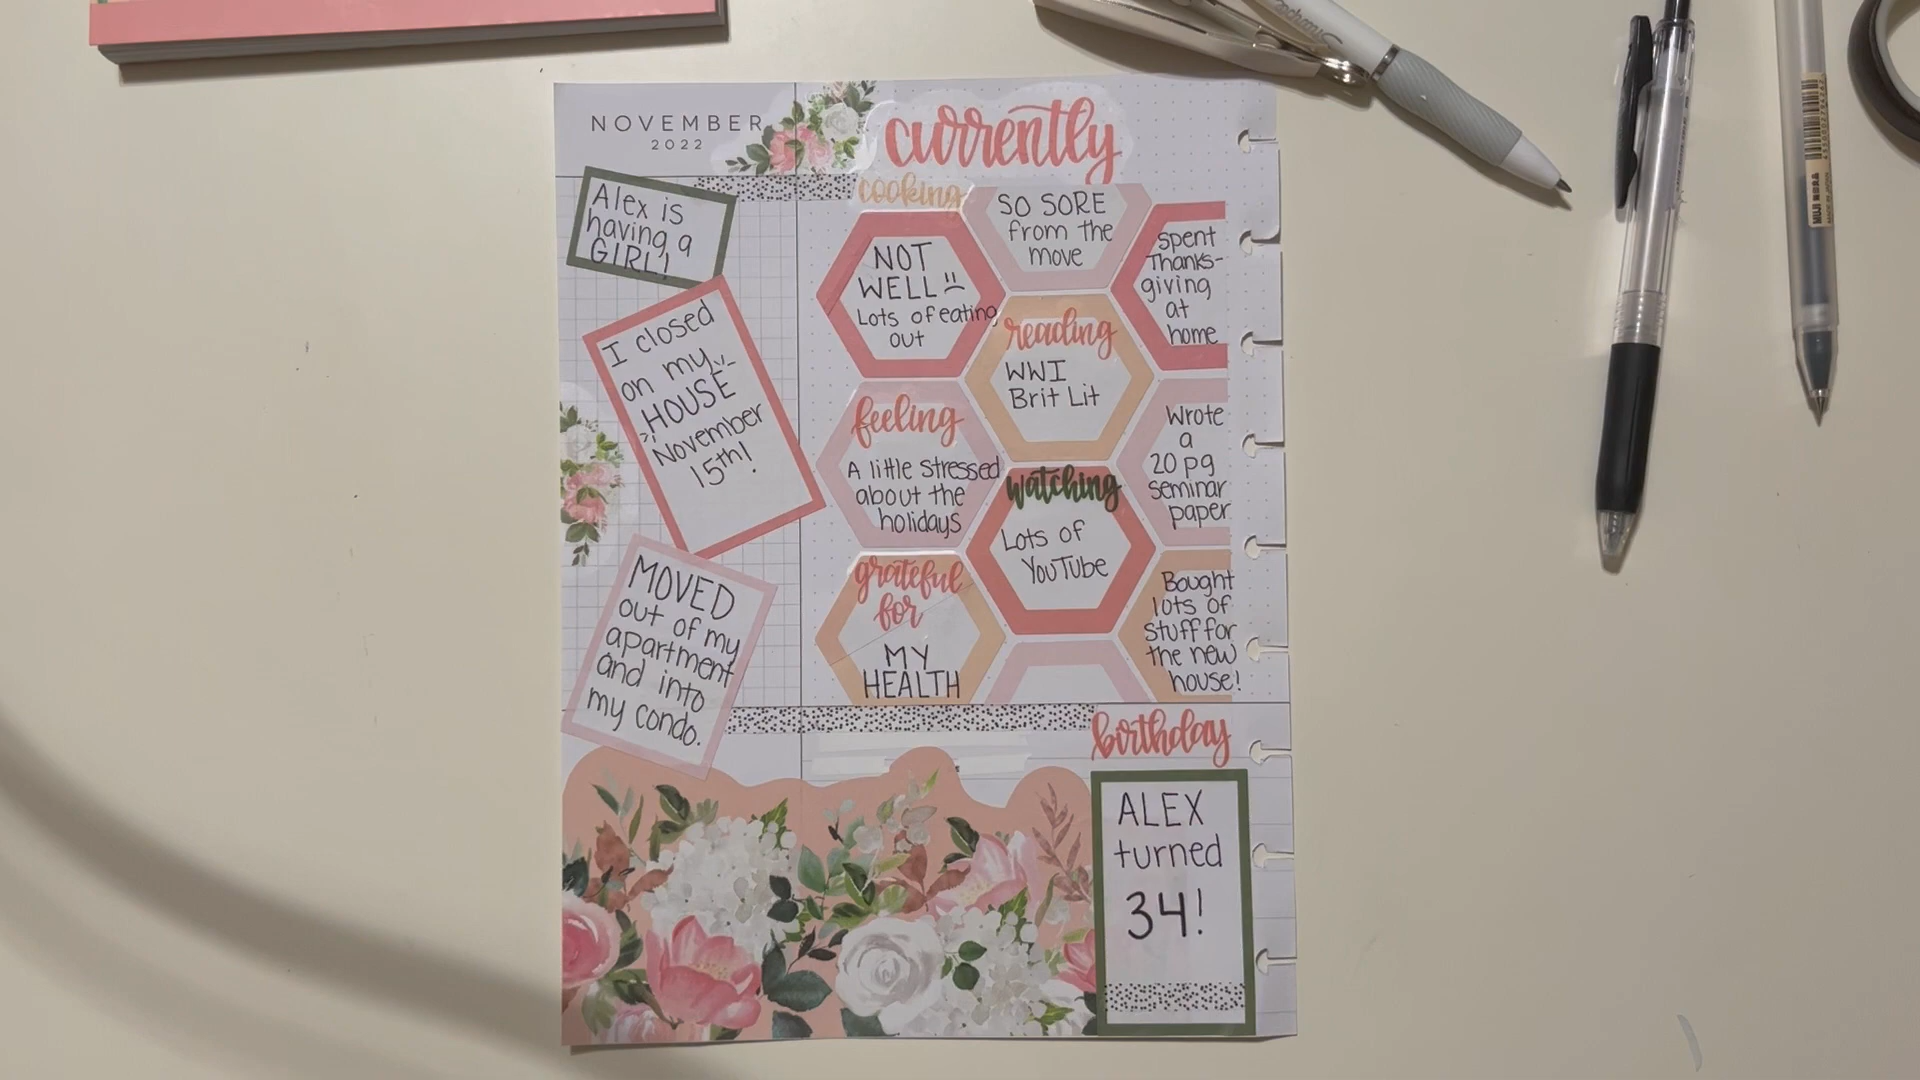 NOVEMBER
2022
currently
Alex is
having a
GIRL!
I closed
on my
HOUSE
November
15th!
MOVED
out of my
apartment
and into
my condo.
cooking
NOT
WELL
Lots of eating
out
SO SORE
from the
move
spent
Thanks-
giving
at
home
reading
WWI
Brit Lit
feeling
A little stressed
about the
holidays
watching
Lots of
YouTube
Wrote
a
20 pg
seminar
paper
grateful
for
MY
HEALTH
Bought
lots of
stuff for
the new
house!
birthday
ALEX
turned
34!